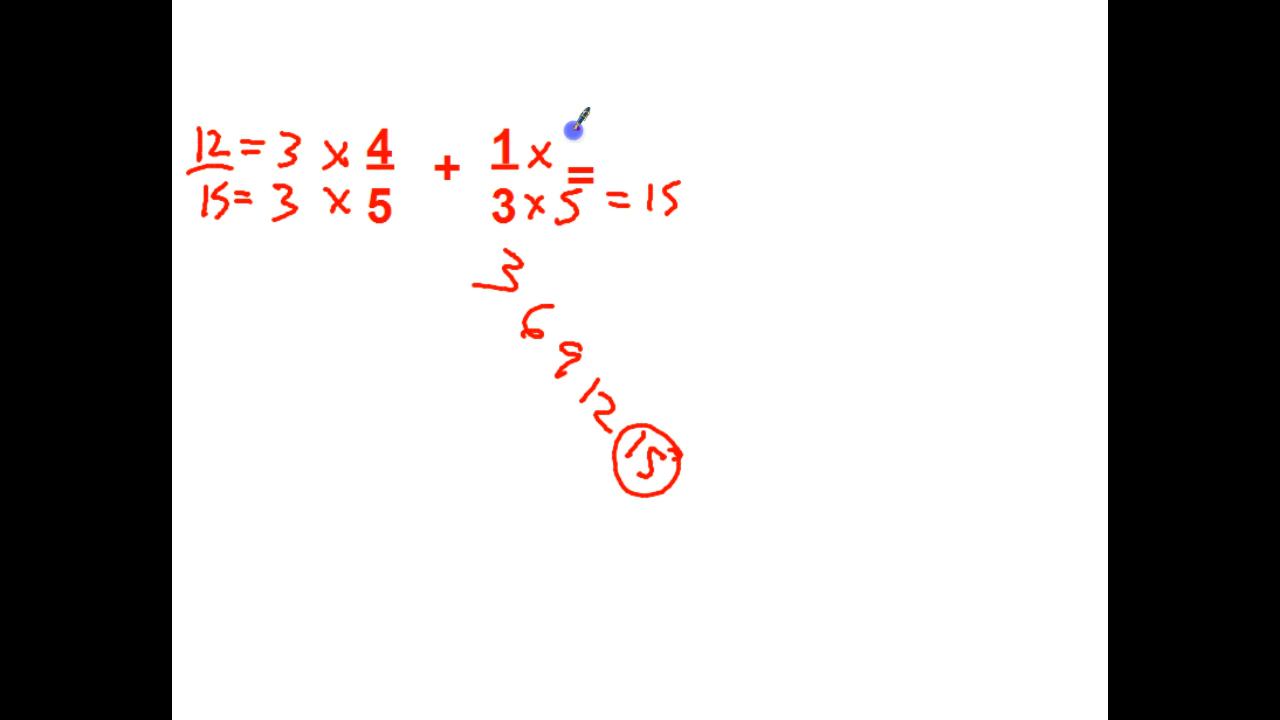 12 = 3 x 4 + 1 x =
15 = 3 x 5 3 x 5 = 15
3
6
9
12
15